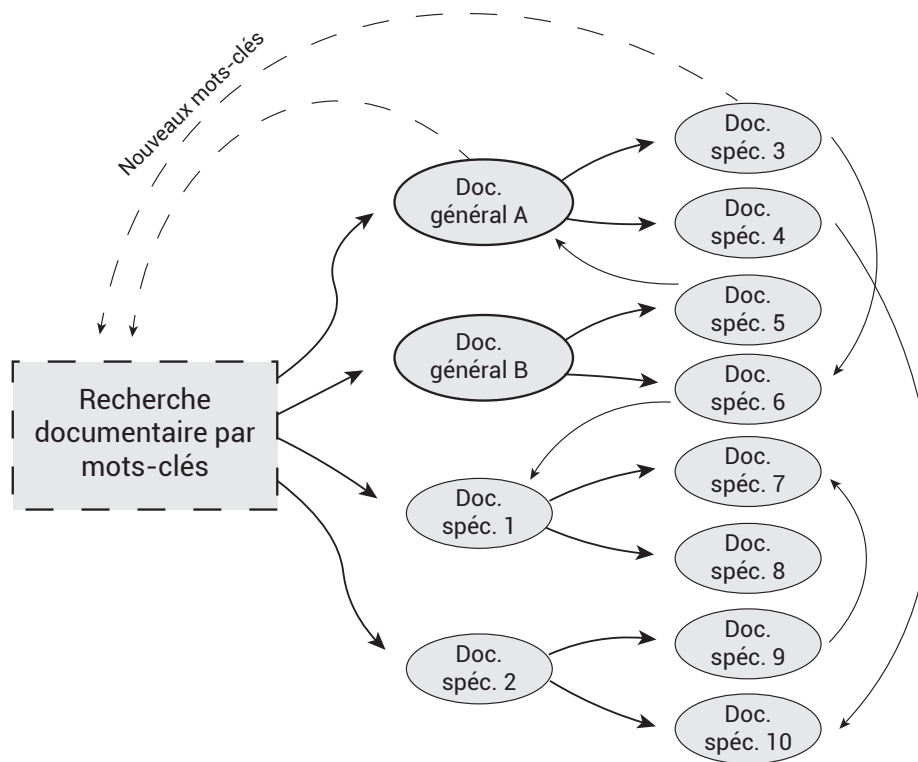 Nouveaux mots-clés
Doc.
spéc. 3
Doc.
général A
Doc.
spéc. 4
Doc.
spéc. 5
Doc.
général B
Doc.
spéc. 6
Recherche
documentaire par
mots-clés
Doc.
spéc. 7
Doc.
spéc. 1
Doc.
spéc. 8
Doc.
spéc. 9
Doc.
spéc. 2
Doc.
spéc. 10